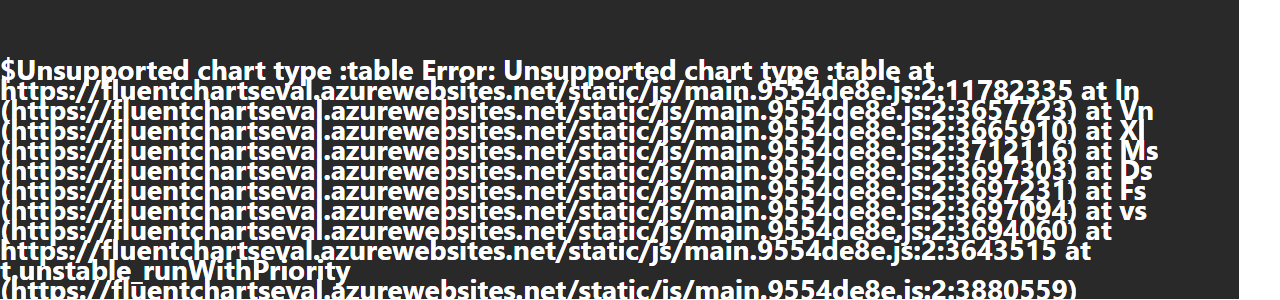 $Unsupported chart type :table Error: Unsupported chart type :table at
https://fluentchartseval.azurewebsites.net/static/js/main.9554de8e.js:2:11782335 at ln
(https://fluentchartseval.azurewebsites.net/static/js/main.9554de8e.js:2:3657723) at Vn
(https://fluentchartseval.azurewebsites.net/static/js/main.9554de8e.js:2:3665910) at Xl
(https://fluentchartseval.azurewebsites.net/static/js/main.9554de8e.js:2:3712116) at Ms
(https://fluentchartseval.azurewebsites.net/static/js/main.9554de8e.js:2:3697303) at Ds
(https://fluentchartseval.azurewebsites.net/static/js/main.9554de8e.js:2:3697231) at Fs
(https://fluentchartseval.azurewebsites.net/static/js/main.9554de8e.js:2:3697094) at vs
(https://fluentchartseval.azurewebsites.net/static/js/main.9554de8e.js:2:3694060) at
https://fluentchartseval.azurewebsites.net/static/js/main.9554de8e.js:2:3643515 at
t.unstable_runWithPriority
(https://fluentchartseval.azurewebsites.net/static/js/main.9554de8e.js:2:3880559)